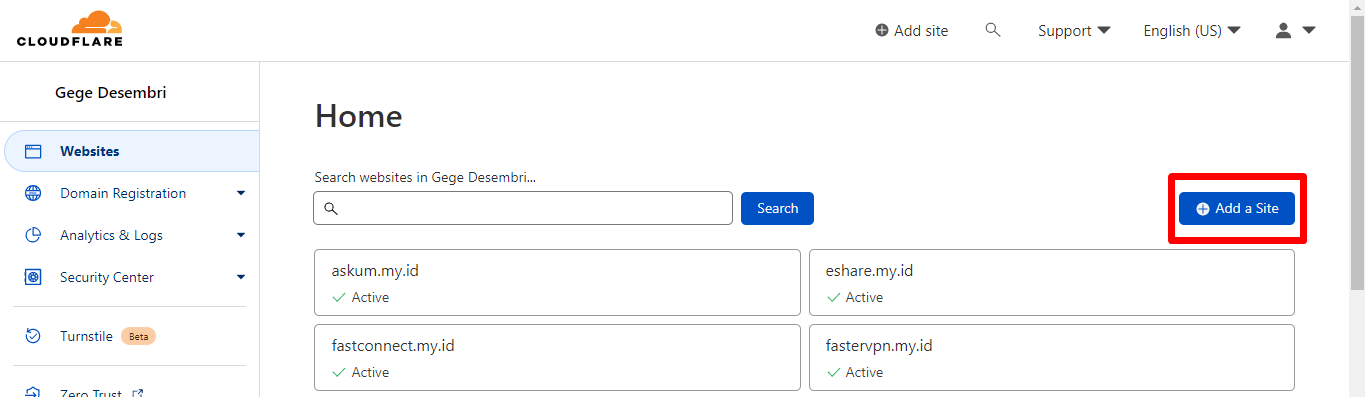 CLOUDFLARE
Add site
Support
English (US)
Gege Desembri
Websites
Domain Registration
Analytics & Logs
Security Center
Turnstile Beta
Zero Trust
Home
Search websites in Gege Desembri...
Search
Add a Site
askum.my.id
Active
eshare.my.id
Active
fastconnect.my.id
Active
fastervpn.my.id
Active